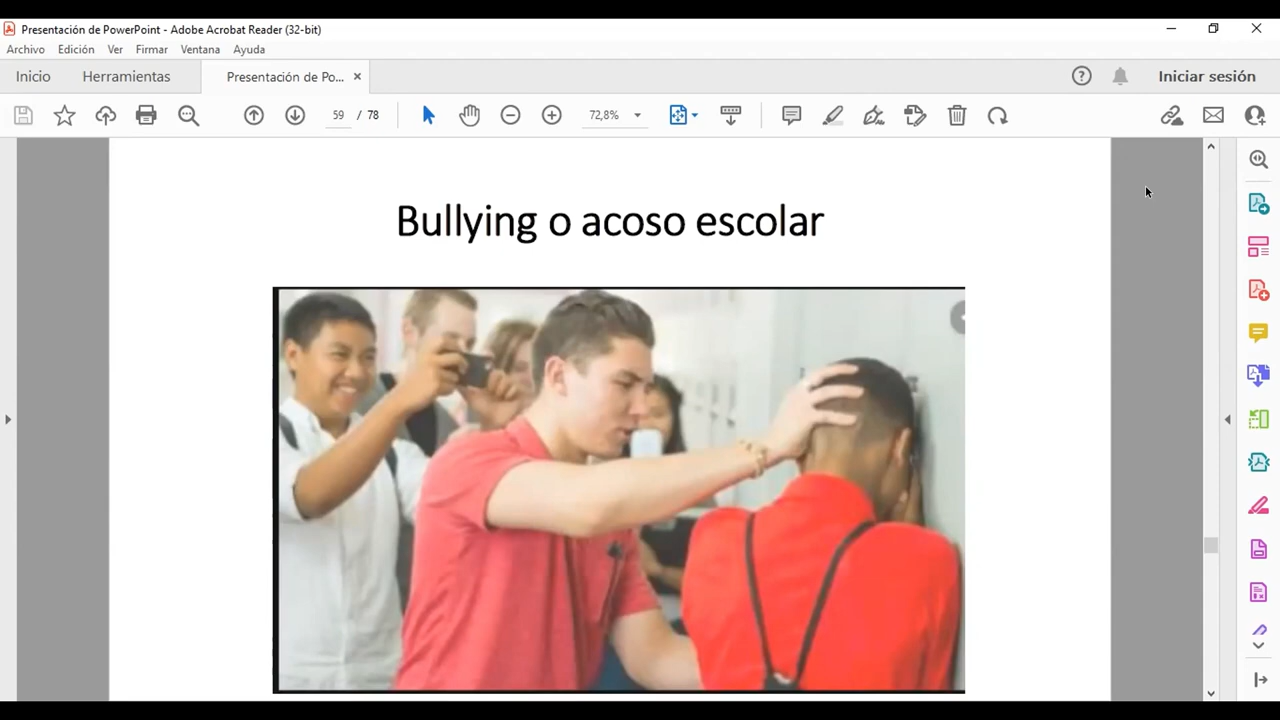 Presentación de PowerPoint - Adobe Acrobat Reader (32-bit)
Archivo Edición Ver Firmar Ventana Ayuda
Inicio Herramientas Presentación de Po... Iniciar sesión
59 / 78 72,8%
Bullying o acoso escolar